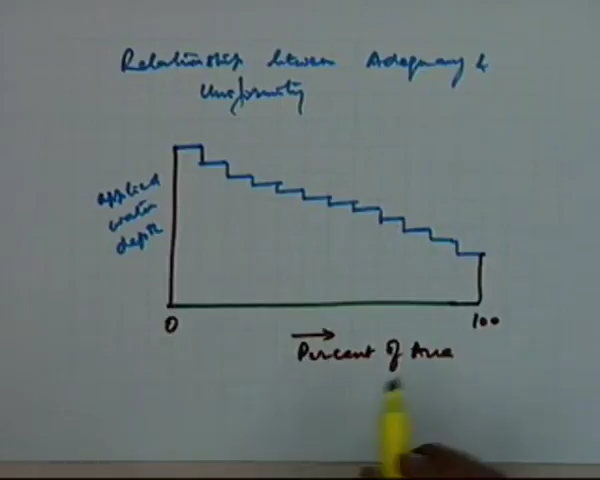 Relationship between Adequacy &
Uniformity
applied
water
depth
0
100
Percent of Area